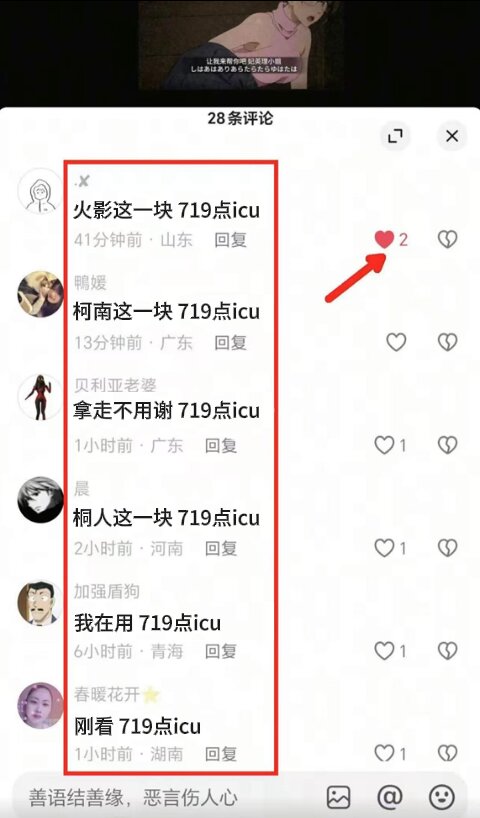 让我来帮你吧 妃英理小姐
しはあはありあらたらたらゆはたは
28条评论
.✘
火影这一块 719点icu
41分钟前 · 山东 回复
2
鴨媛
柯南这一块 719点icu
13分钟前 · 广东 回复
贝利亚老婆
拿走不用谢 719点icu
1小时前 · 广东 回复
1
晨
桐人这一块 719点icu
2小时前 · 河南 回复
1
加强盾狗
我在用 719点icu
6小时前 · 青海 回复
1
春暖花开⭐
刚看 719点icu
1小时前 · 湖南 回复
1
善语结善缘，恶言伤人心